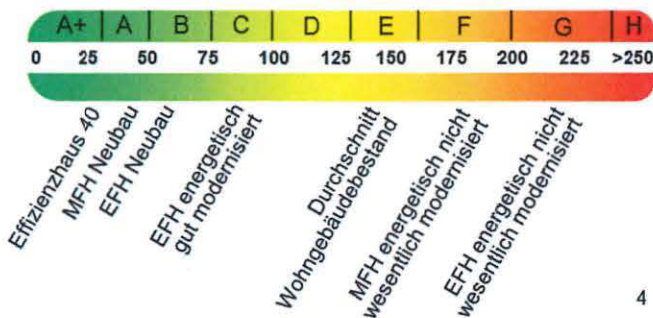 A+ A B C D E F G H
0 25 50 75 100 125 150 175 200 225 >250
Effizienzhaus 40
MFH Neubau
EFH Neubau
EFH energetisch
gut modernisiert
Durchschnitt
Wohngebäudebestand
MFH energetisch nicht
wesentlich modernisiert
EFH energetisch nicht
wesentlich modernisiert
4